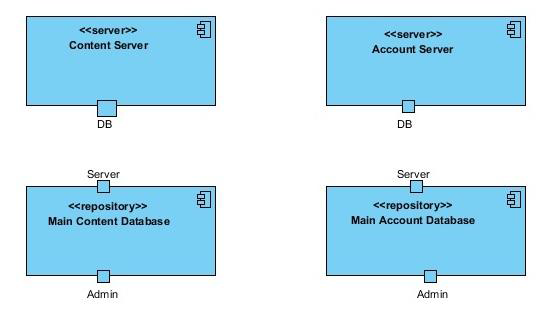 <<server>>
Content Server
DB
<<server>>
Account Server
DB
Server
<<repository>>
Main Content Database
Admin
Server
<<repository>>
Main Account Database
Admin